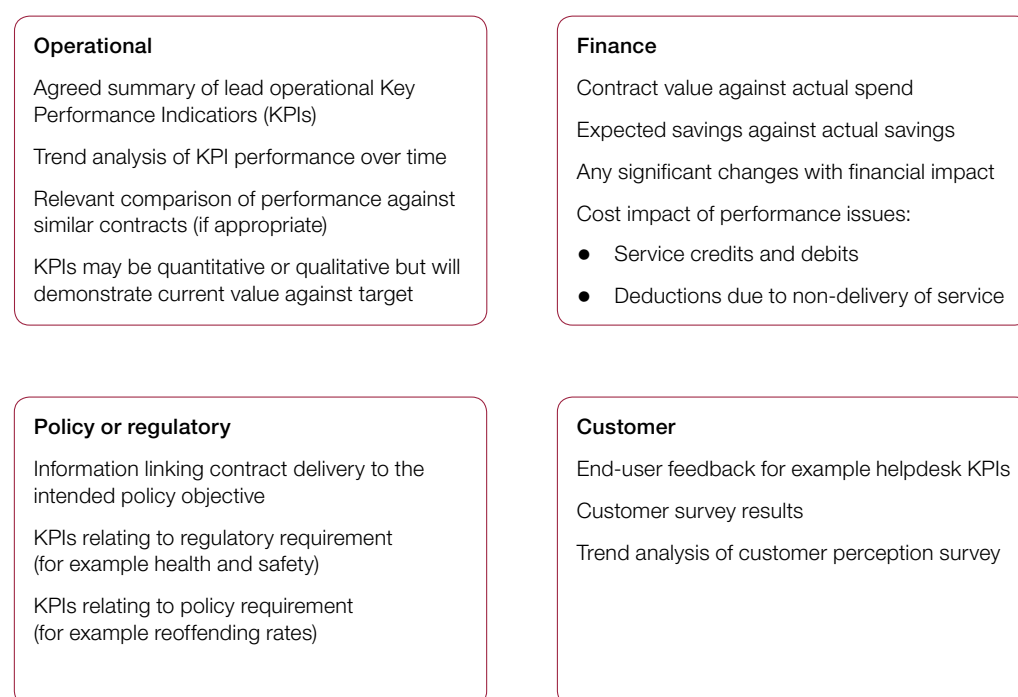 Operational
Agreed summary of lead operational Key
Performance Indicatiors (KPIs)
Trend analysis of KPI performance over time
Relevant comparison of performance against
similar contracts (if appropriate)
KPIs may be quantitative or qualitative but will
demonstrate current value against target
Finance
Contract value against actual spend
Expected savings against actual savings
Any significant changes with financial impact
Cost impact of performance issues:
● Service credits and debits
● Deductions due to non-delivery of service
Policy or regulatory
Information linking contract delivery to the
intended policy objective
KPIs relating to regulatory requirement
(for example health and safety)
KPIs relating to policy requirement
(for example reoffending rates)
Customer
End-user feedback for example helpdesk KPIs
Customer survey results
Trend analysis of customer perception survey